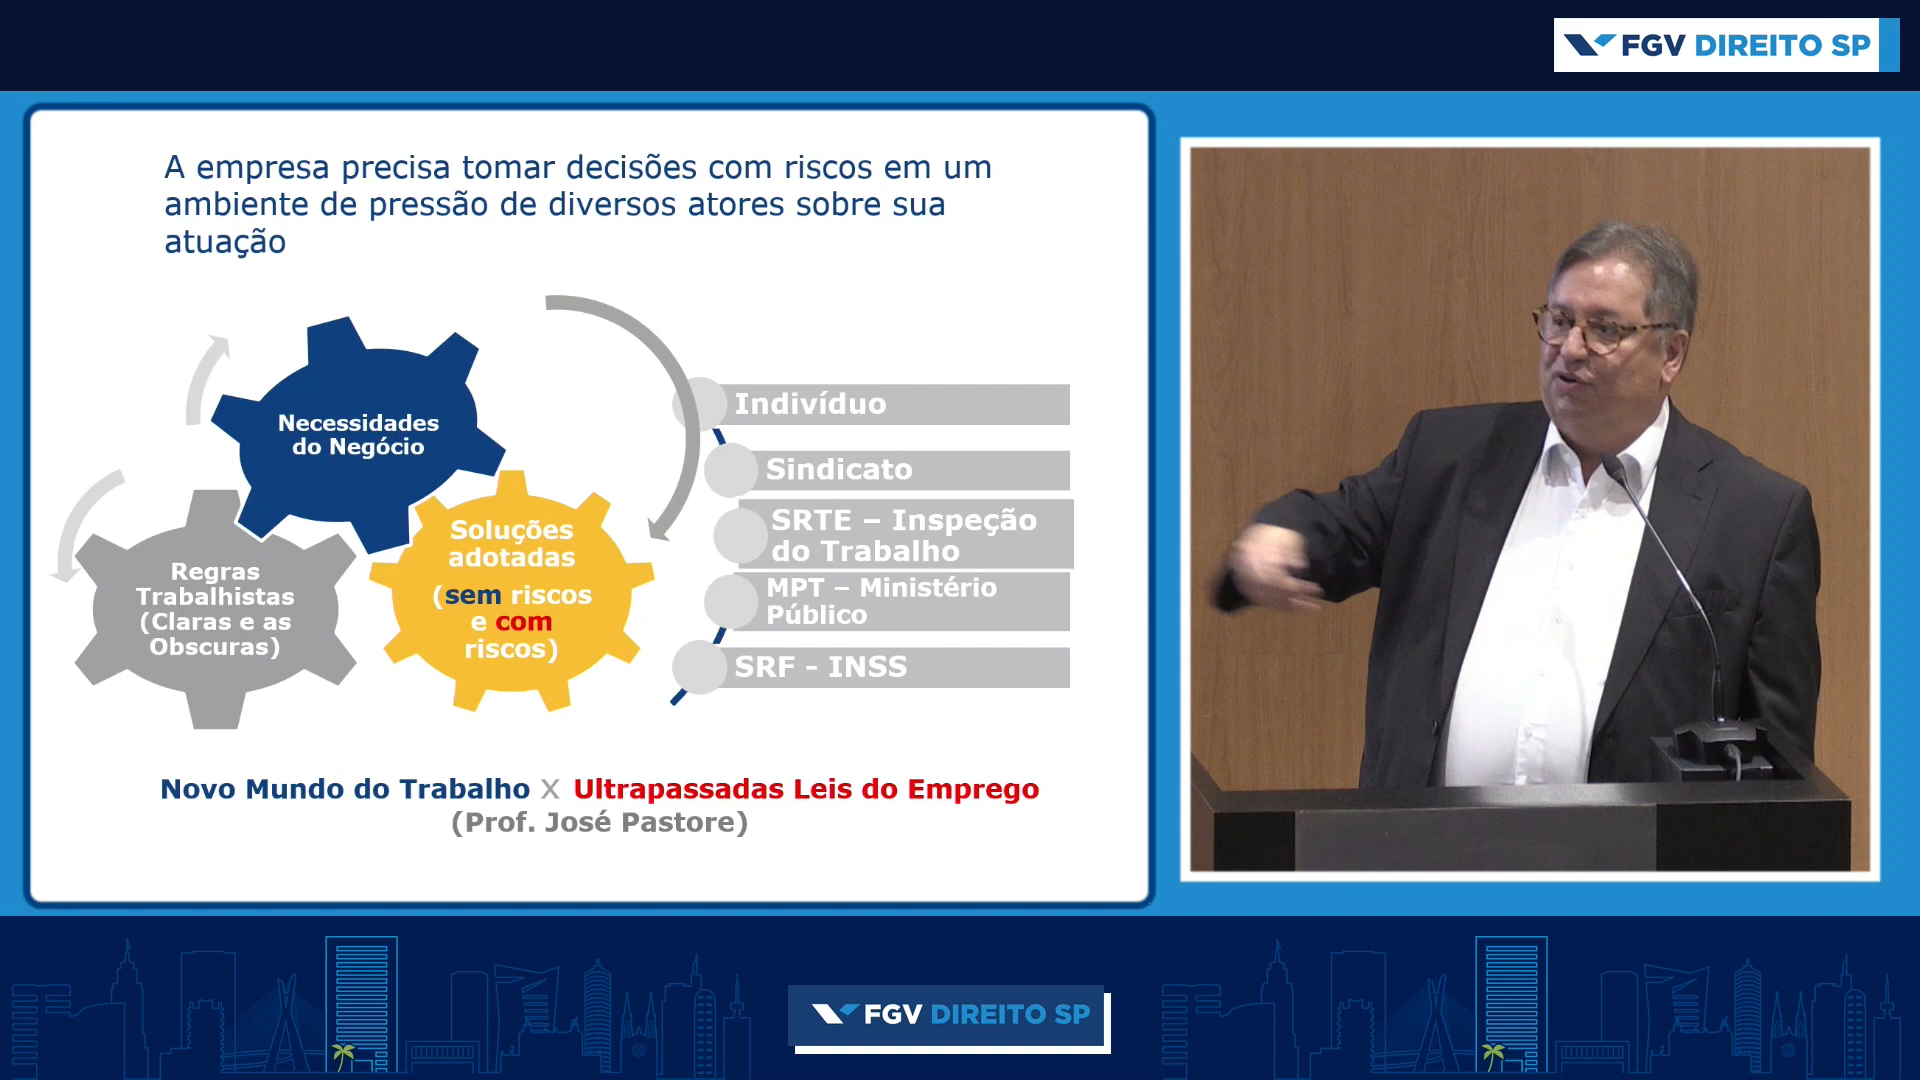 FGV DIREITO SP
A empresa precisa tomar decisões com riscos em um
ambiente de pressão de diversos atores sobre sua
atuação
Necessidades
do Negócio
Regras
Trabalhistas
(Claras e as
Obscuras)
Soluções
adotadas
(sem riscos
e com
riscos)
Indivíduo
Sindicato
SRTE – Inspeção
do Trabalho
MPT – Ministério
Público
SRF - INSS
Novo Mundo do Trabalho X Ultrapassadas Leis do Emprego
(Prof. José Pastore)
FGV DIREITO SP